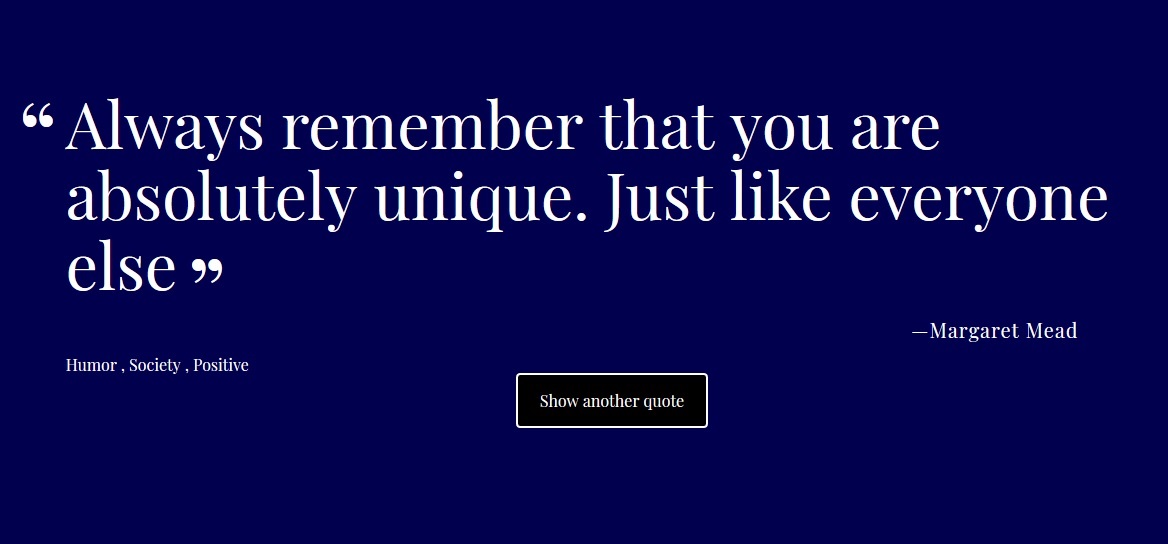 “ Always remember that you are
absolutely unique. Just like everyone
else ”
—Margaret Mead
Humor , Society , Positive
Show another quote